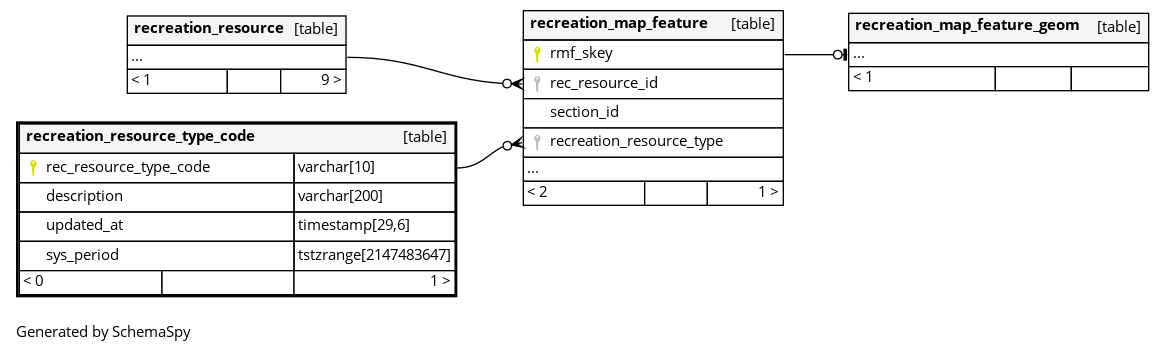 recreation_resource [table]
...
< 1 9 >
recreation_resource_type_code [table]
rec_resource_type_code varchar[10]
description varchar[200]
updated_at timestamp[29,6]
sys_period tstzrange[2147483647]
< 0 1 >
recreation_map_feature [table]
rmf_skey
rec_resource_id
section_id
recreation_resource_type
...
< 2 1 >
recreation_map_feature_geom [table]
...
< 1
Generated by SchemaSpy